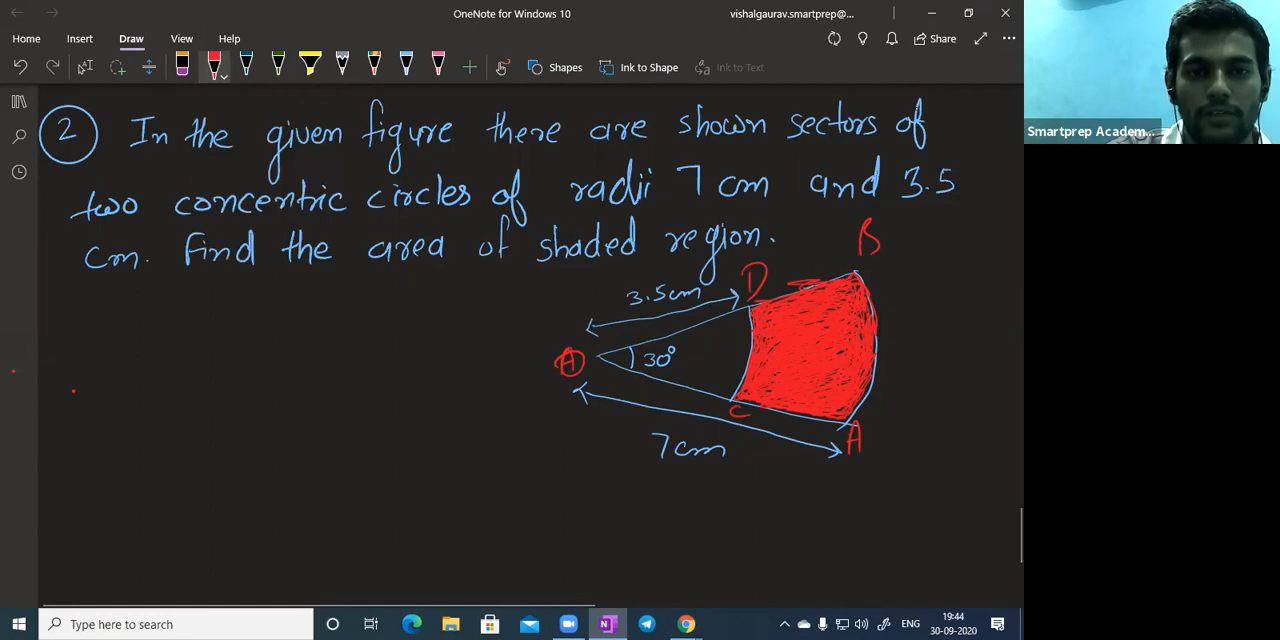 OneNote for Windows 10
vishalgaurav.smartprep@...
Home Insert Draw View Help
Share
Shapes Ink to Shape Ink to Text
Smartprep Academ...
2 In the given figure there are shown sectors of
two concentric circles of radii 7 cm and 3.5
cm. Find the area of shaded region.
B
D
3.5cm
30°
C
A
7cm
Type here to search
ENG
19:44
30-09-2020